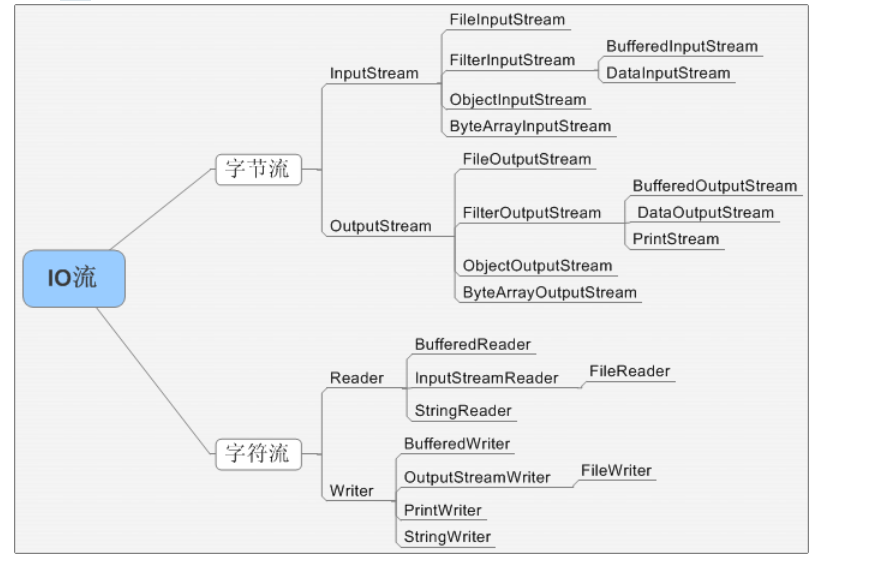 IO流
字节流
InputStream
FileInputStream
FilterInputStream
BufferedInputStream
DataInputStream
ObjectInputStream
ByteArrayInputStream
OutputStream
FileOutputStream
FilterOutputStream
BufferedOutputStream
DataOutputStream
PrintStream
ObjectOutputStream
ByteArrayOutputStream
字符流
Reader
BufferedReader
InputStreamReader
FileReader
StringReader
Writer
BufferedWriter
OutputStreamWriter
FileWriter
PrintWriter
StringWriter